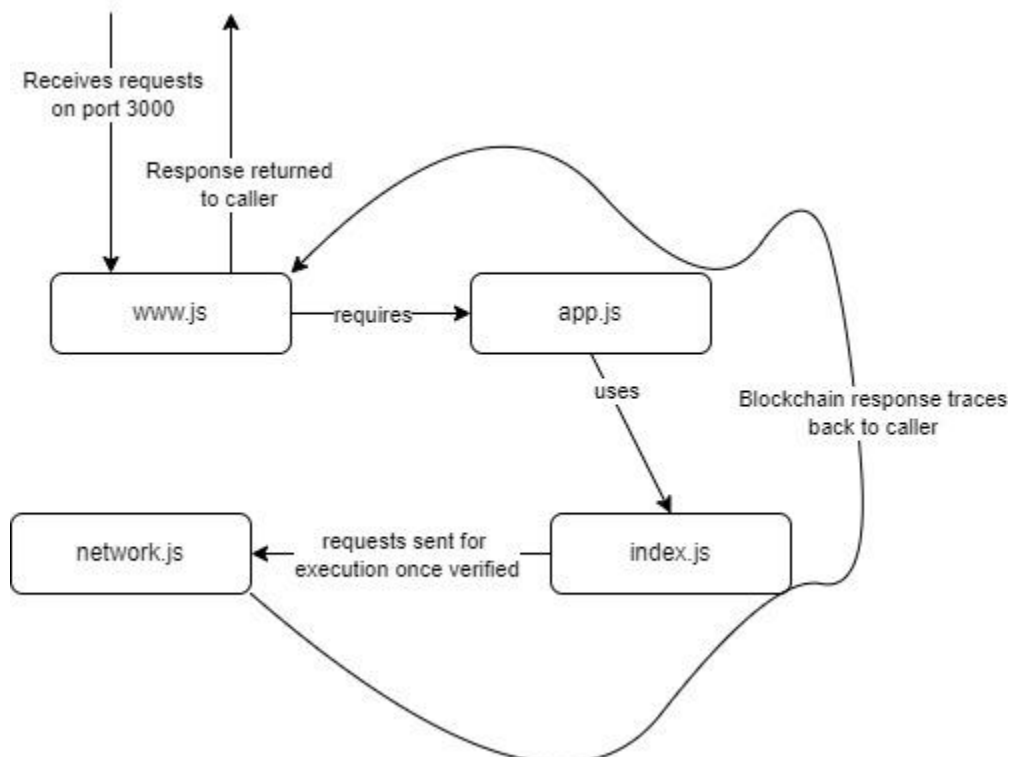 Receives requests
on port 3000
Response returned
to caller
www.js
requires
app.js
uses
Blockchain response traces
back to caller
network.js
requests sent for
execution once verified
index.js